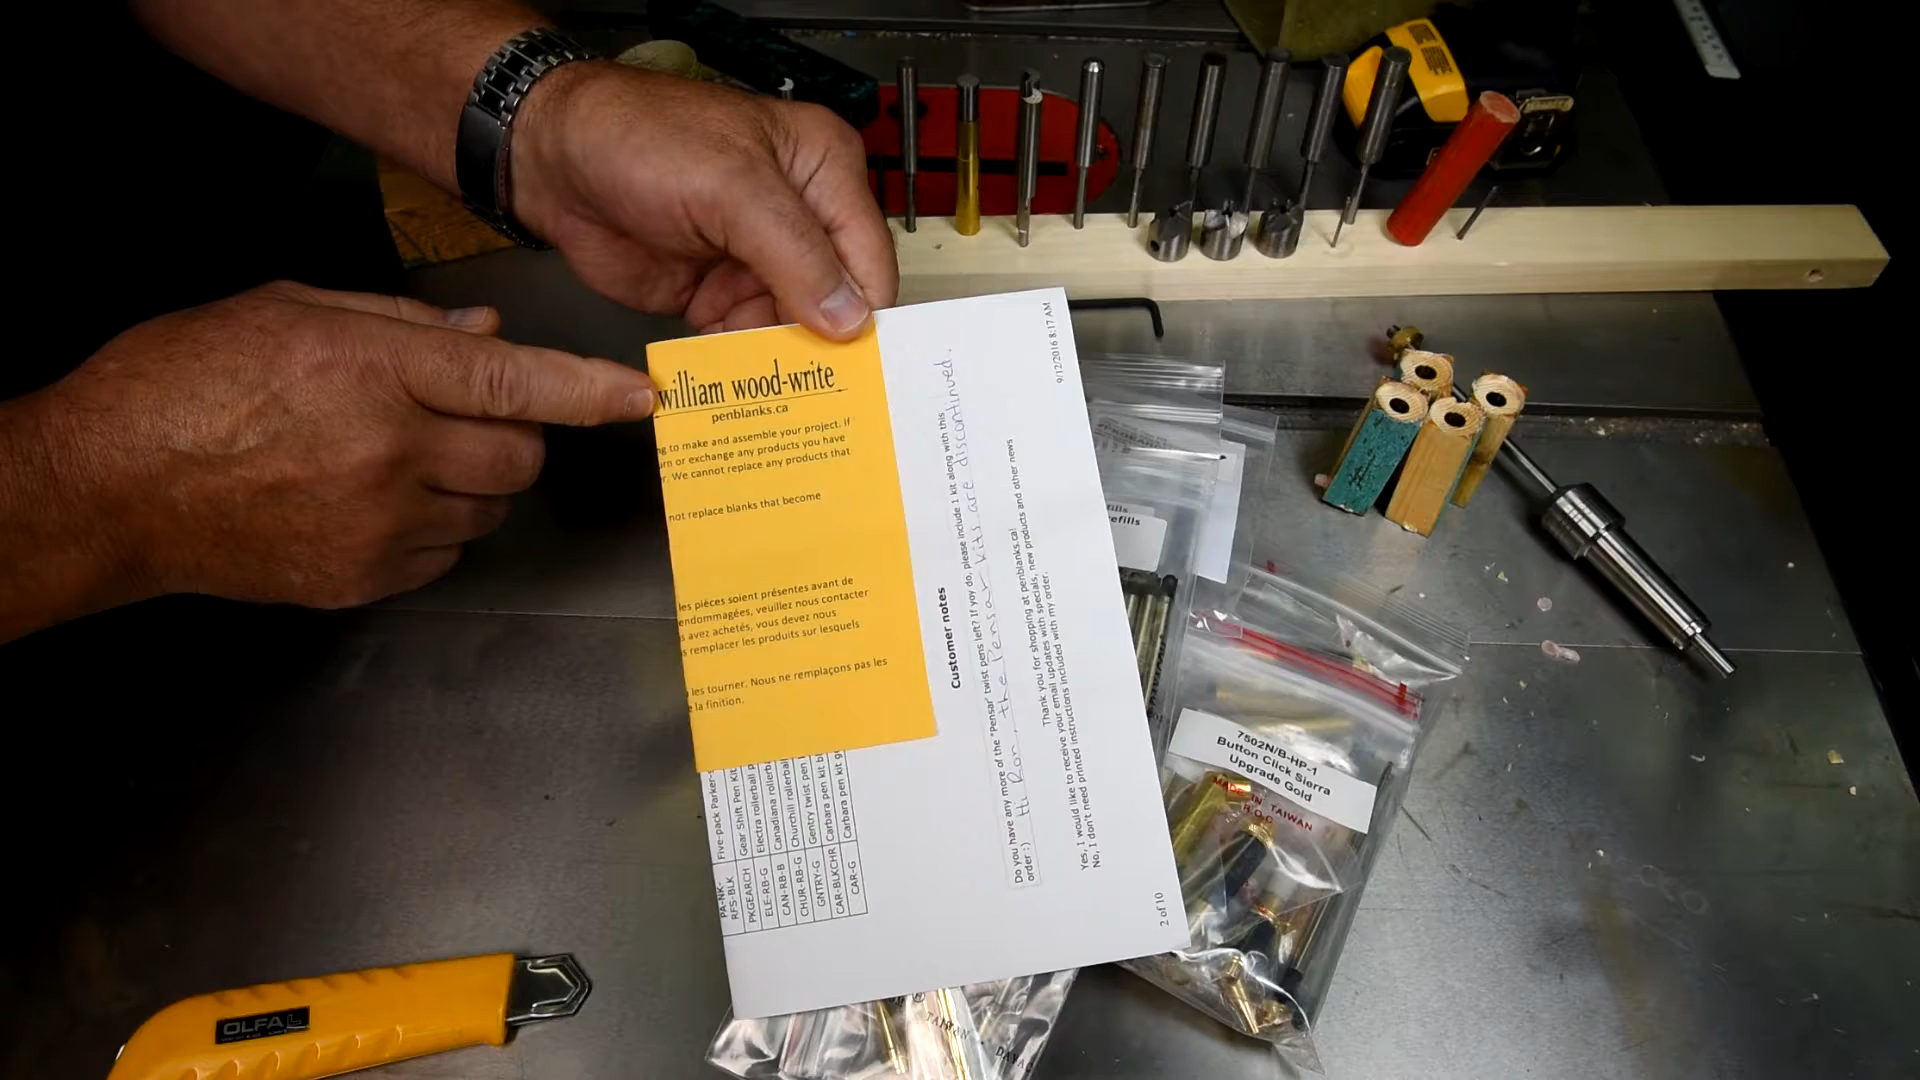 william wood-write
penblanks.ca
ng to make and assemble your project. If
urn or exchange any products you have
r. We cannot replace any products that
not replace blanks that become
les pièces soient présentes avant de
endommagées, veuillez nous contacter
s avez achetés, vous devez nous
s remplacer les produits sur lesquels
les tourner. Nous ne remplaçons pas les
e la finition.
PA-NK-RFS-BLK Five-pack Parker-
PKGEARCH Gear Shift Pen Kit
ELE-RB-G Electra rollerball p
CAN-RB-B Canadiana rollerba
CHUR-RB-G Churchill rollerbal
GNTRY-G Gentry twist pen
CAR-BLKCHR Carbara pen kit bl
CAR-G Carbara pen kit g
Customer notes
Do you have any more of the "Pensar" twist pens left? If yoy do, please include 1 kit along with this
order :)
Hi Ron, the Pensar kits are discontinued.
Thank you for shopping at penblanks.ca!
Yes, I would like to receive your email updates with specials, new products and other news
No, I don't need printed instructions included with my order.
2 of 10
9/12/2016 8:17 AM
efills
7502N/B-HP-1
Button Click Sierra
Upgrade Gold
MADE IN TAIWAN
R.O.C
TAIWAN
OLFA L